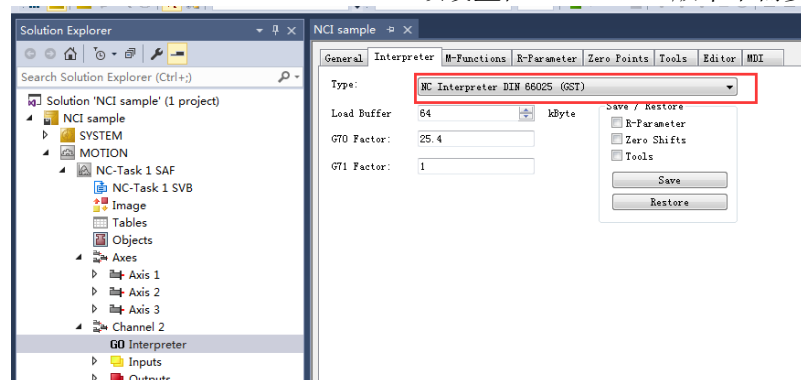 Solution Explorer
NCI sample
Search Solution Explorer (Ctrl+;)
Solution 'NCI sample' (1 project)
NCI sample
SYSTEM
MOTION
NC-Task 1 SAF
NC-Task 1 SVB
Image
Tables
Objects
Axes
Axis 1
Axis 2
Axis 3
Channel 2
GO Interpreter
Inputs
Outputs
General Interpreter M-Functions R-Parameter Zero Points Tools Editor MDI
Type: NC Interpreter DIN 66025 (GST)
Load Buffer 64 kByte
G70 Factor: 25.4
G71 Factor: 1
Save / Restore
R-Parameter
Zero Shifts
Tools
Save
Restore